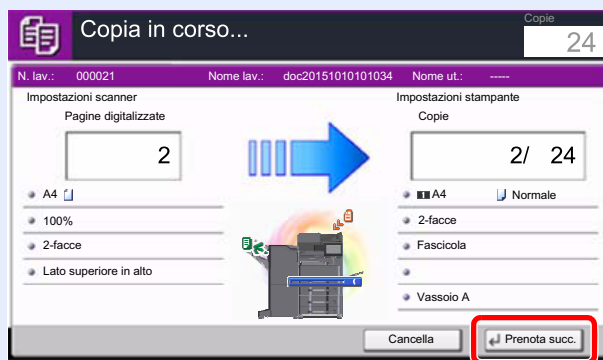 Copia in corso...
Copie
24
N. lav.: 000021 Nome lav.: doc20151010101034 Nome ut.: -----
Impostazioni scanner
Pagine digitalizzate
2
A4
100%
2-facce
Lato superiore in alto
Impostazioni stampante
Copie
2/ 24
1 A4 Normale
2-facce
Fascicola
Vassoio A
Cancella
Prenota succ.